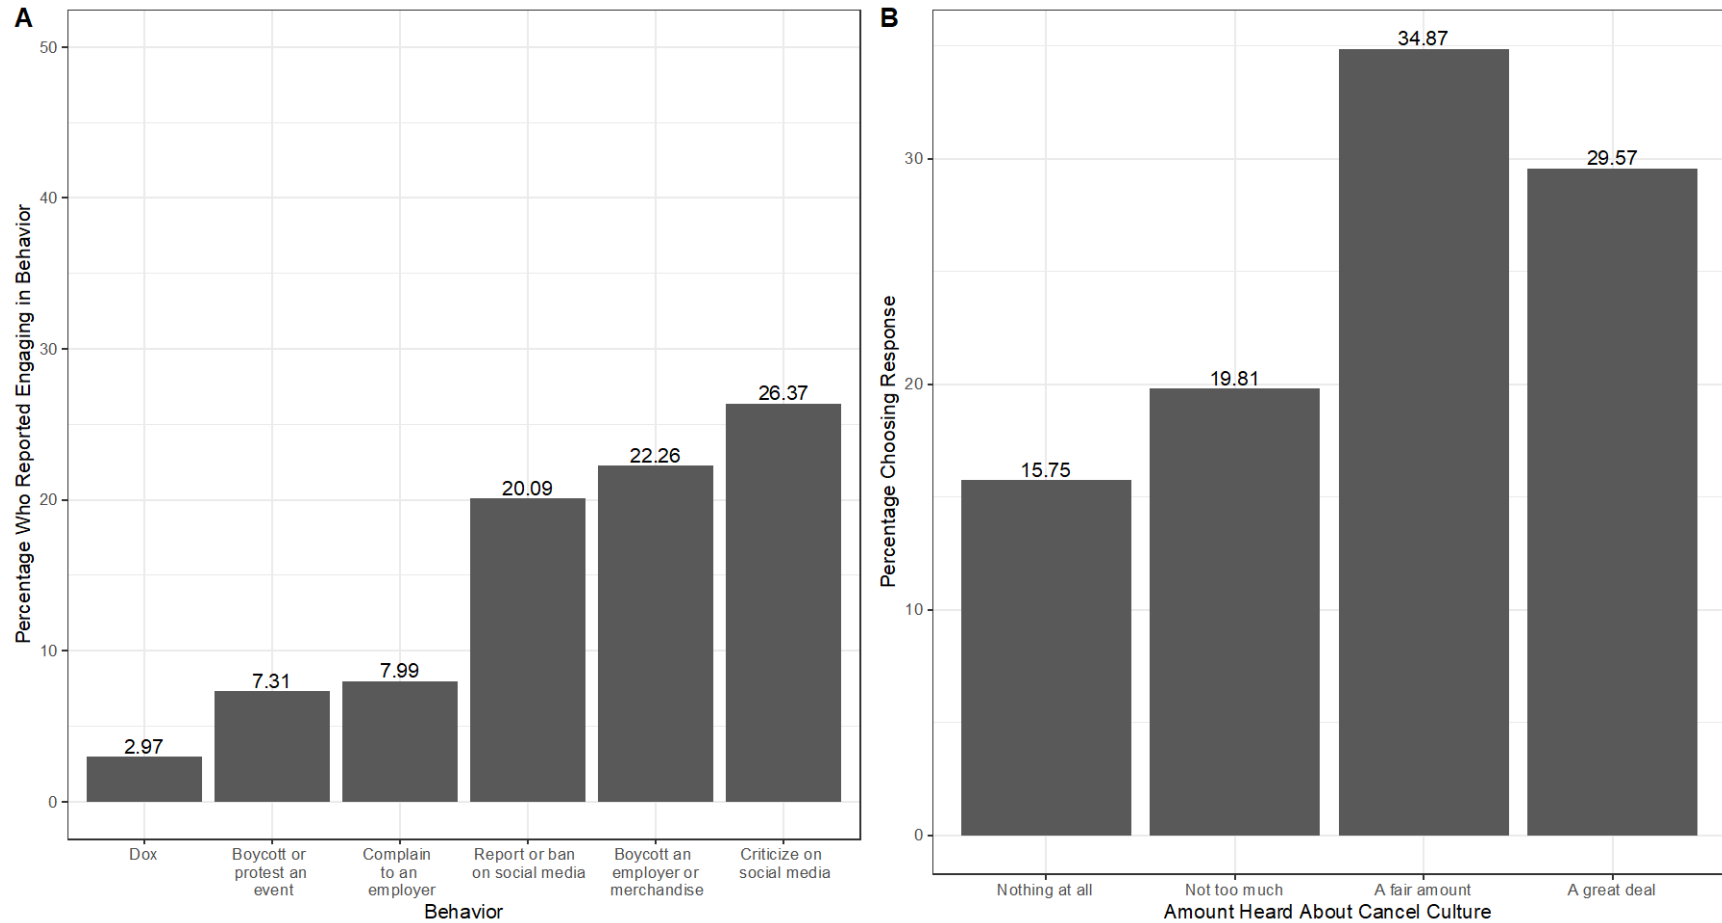 A
Percentage Who Reported Engaging in Behavior
50
40
30
20
10
0
2.97
7.31
7.99
20.09
22.26
26.37
Dox
Boycott or
protest an
event
Complain
to an
employer
Report or ban
on social media
Boycott an
employer or
merchandise
Criticize on
social media
Behavior
B
Percentage Choosing Response
30
20
10
0
15.75
19.81
34.87
29.57
Nothing at all
Not too much
A fair amount
A great deal
Amount Heard About Cancel Culture